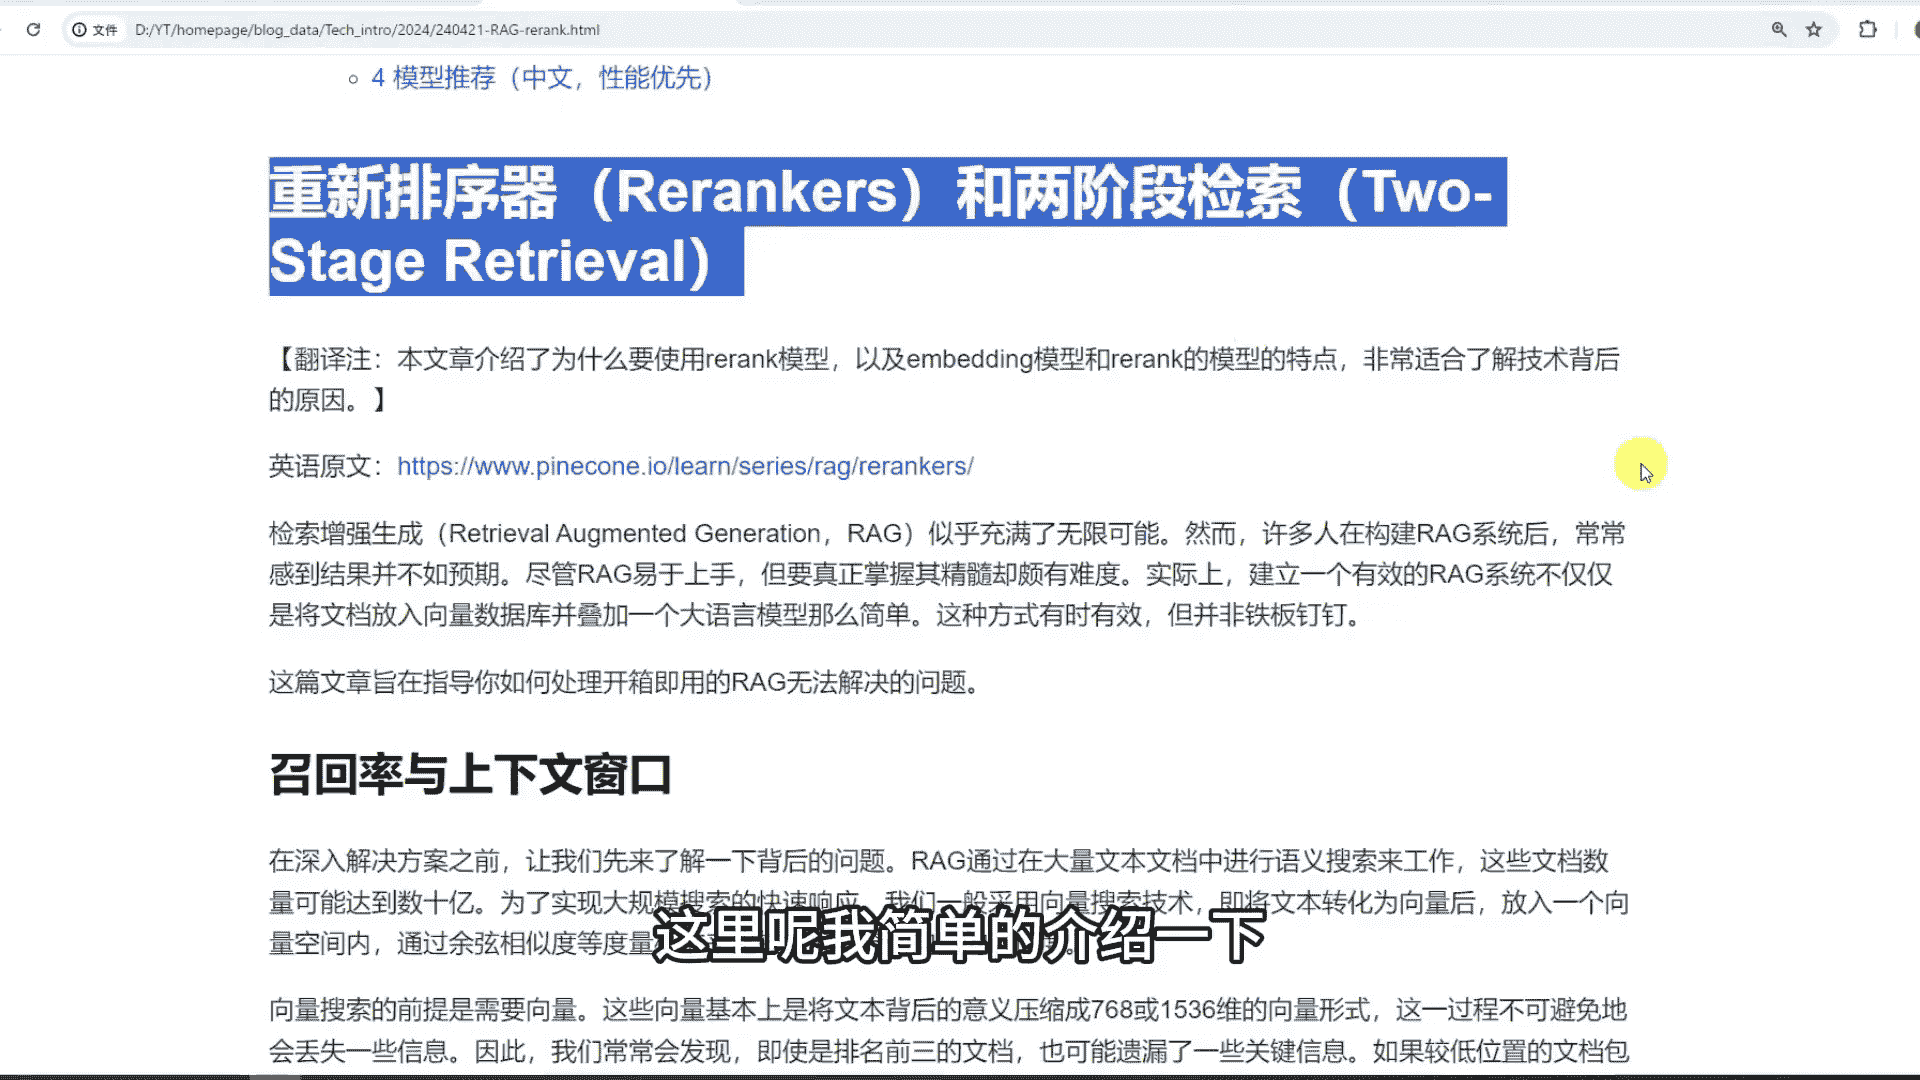 文件
D:/YT/homepage/blog_data/Tech_intro/2024/240421-RAG-rerank.html
4 模型推荐（中文，性能优先）
重新排序器（Rerankers）和两阶段检索（Two-
Stage Retrieval）
【翻译注：本文章介绍了为什么要使用rerank模型，以及embedding模型和rerank的模型的特点，非常适合了解技术背后
的原因。】
英语原文：https://www.pinecone.io/learn/series/rag/rerankers/
检索增强生成（Retrieval Augmented Generation，RAG）似乎充满了无限可能。然而，许多人在构建RAG系统后，常常
感到结果并不如预期。尽管RAG易于上手，但要真正掌握其精髓却颇有难度。实际上，建立一个有效的RAG系统不仅仅
是将文档放入向量数据库并叠加一个大语言模型那么简单。这种方式有时有效，但并非铁板钉钉。
这篇文章旨在指导你如何处理开箱即用的RAG无法解决的问题。
召回率与上下文窗口
在深入解决方案之前，让我们先来了解一下背后的问题。RAG通过在大量文本文档中进行语义搜索来工作，这些文档数
量可能达到数十亿。为了实现大规模搜索的快速响应，我们一般采用向量搜索技术，即将文本转化为向量后，放入一个向
量空间内，通过余弦相似度等度量
这里呢我简单的介绍一下
向量搜索的前提是需要向量。这些向量基本上是将文本背后的意义压缩成768或1536维的向量形式，这一过程不可避免地
会丢失一些信息。因此，我们常常会发现，即使是排名前三的文档，也可能遗漏了一些关键信息。如果较低位置的文档包